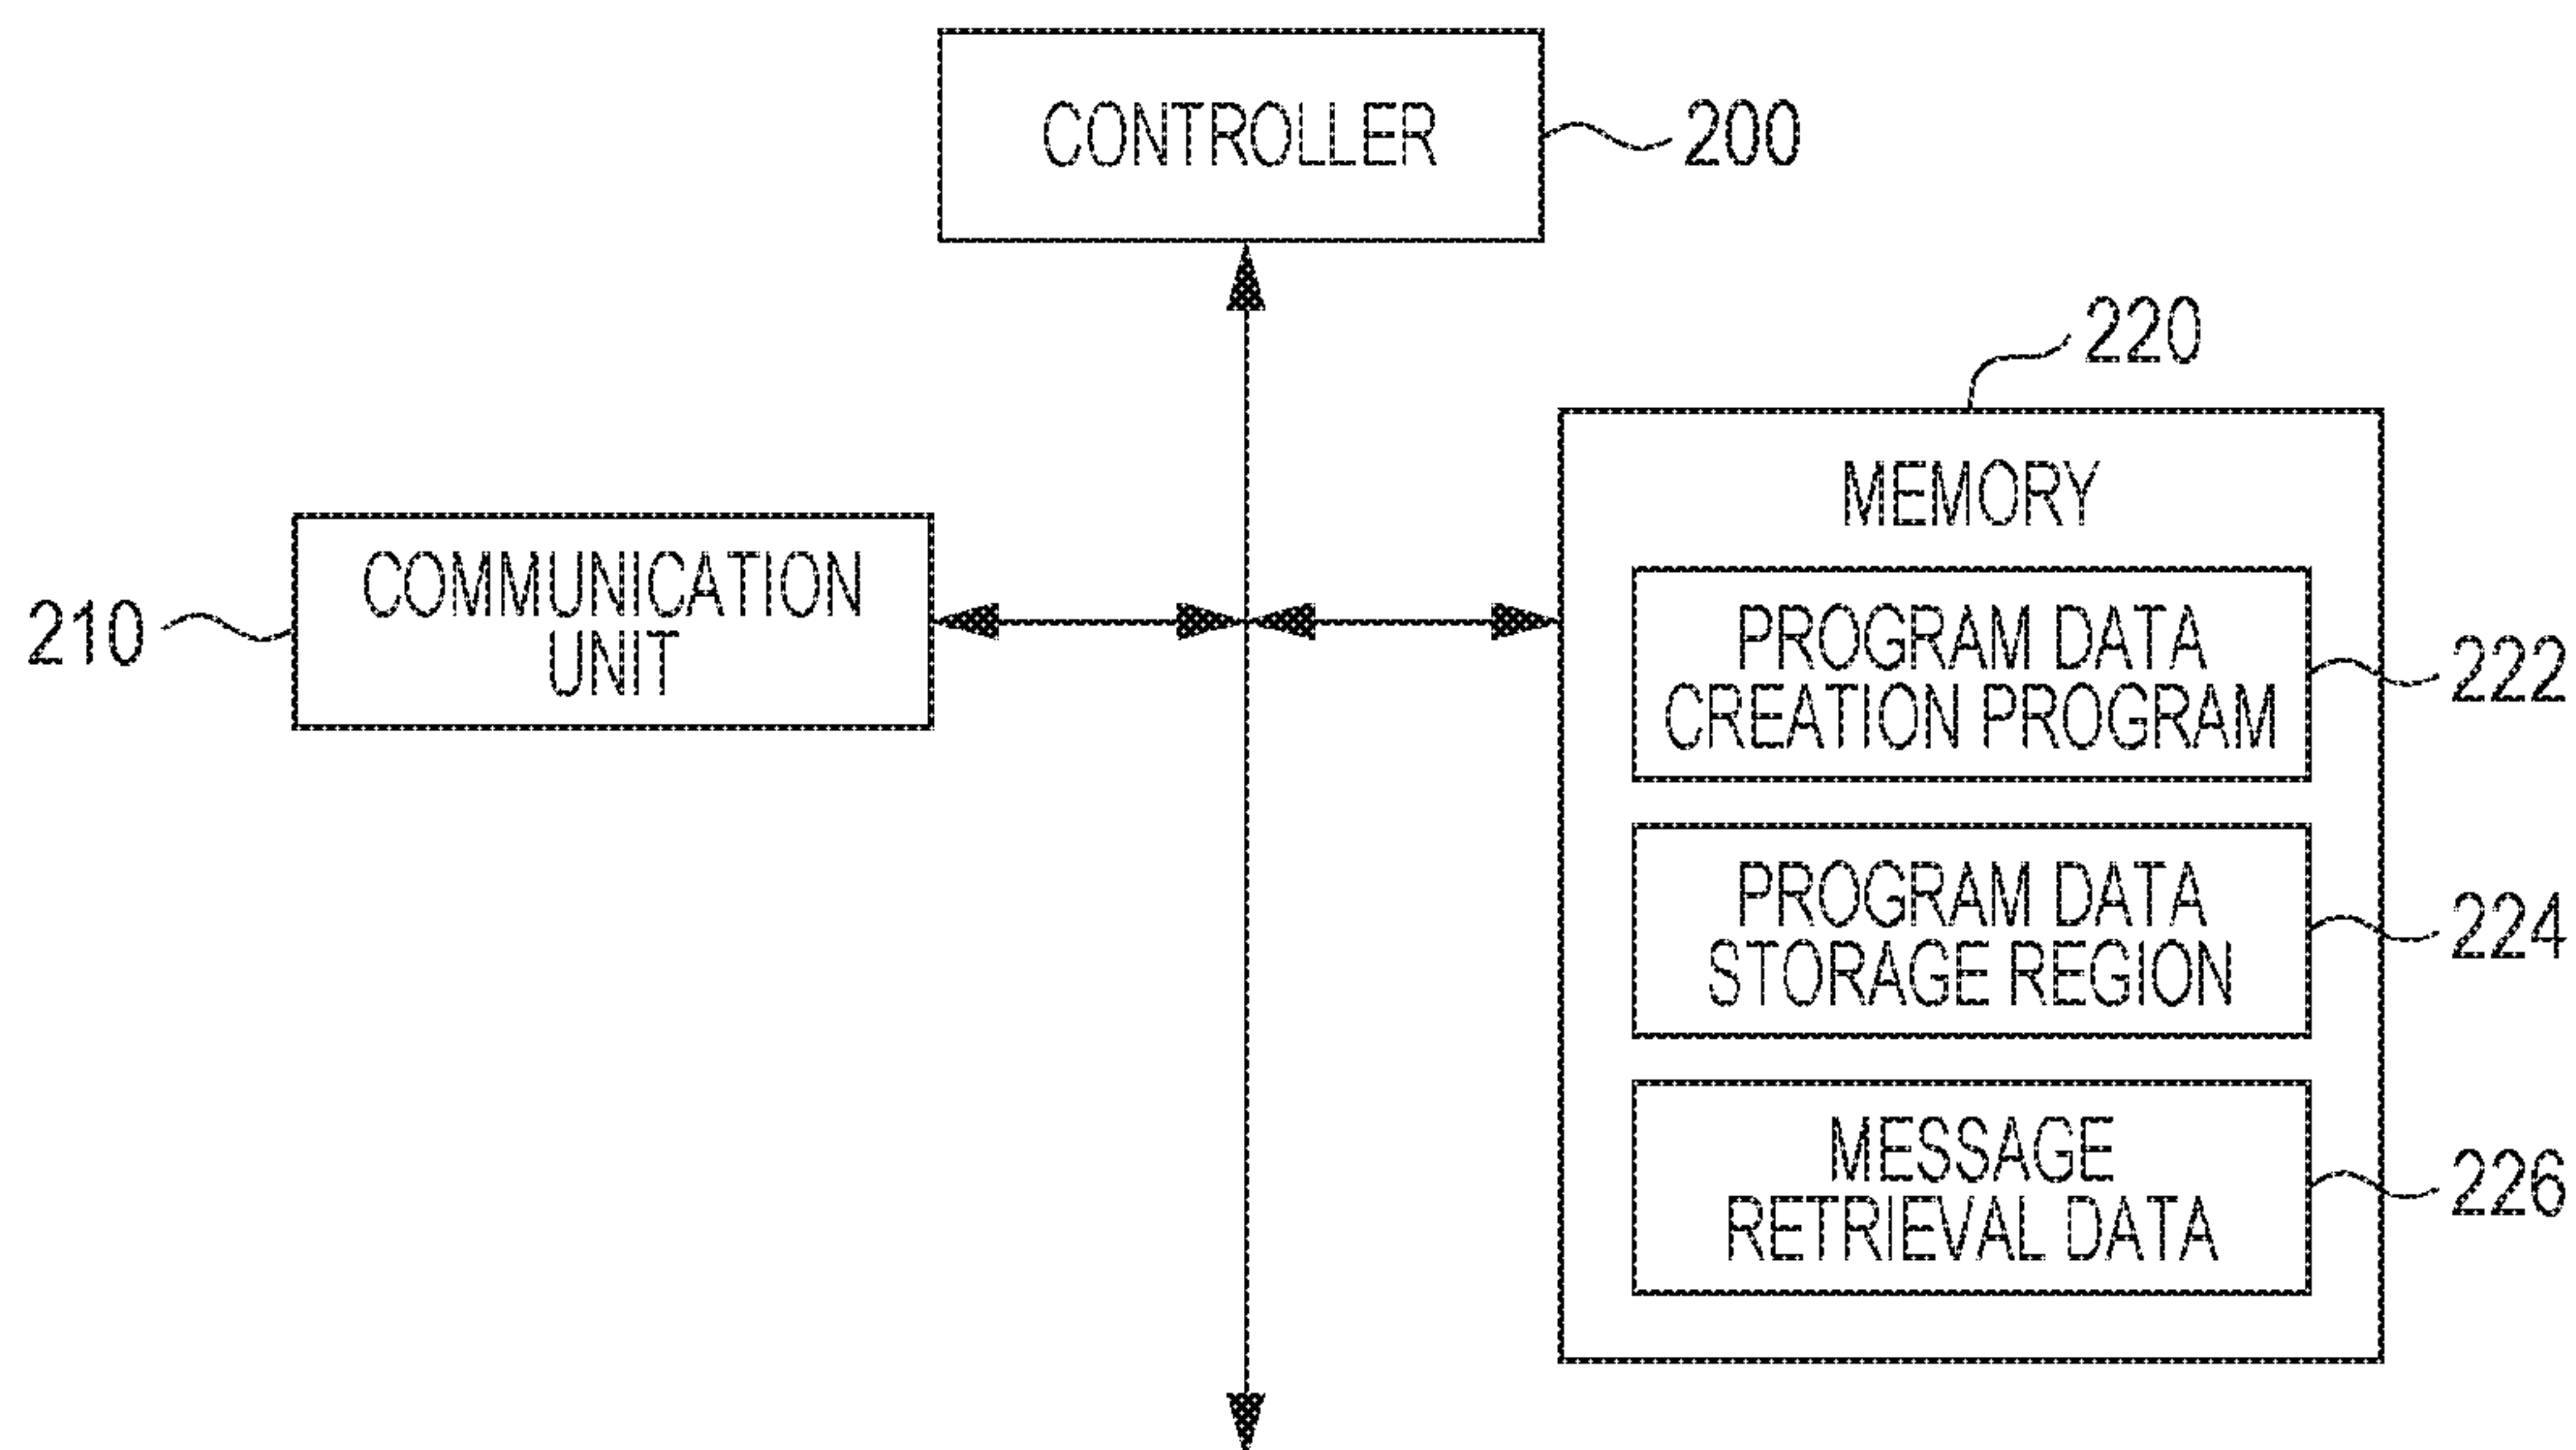 CONTROLLER
200
220
MEMORY
COMMUNICATION
UNIT
210
PROGRAM DATA
CREATION PROGRAM
222
PROGRAM DATA
STORAGE REGION
224
MESSAGE
RETRIEVAL DATA
226